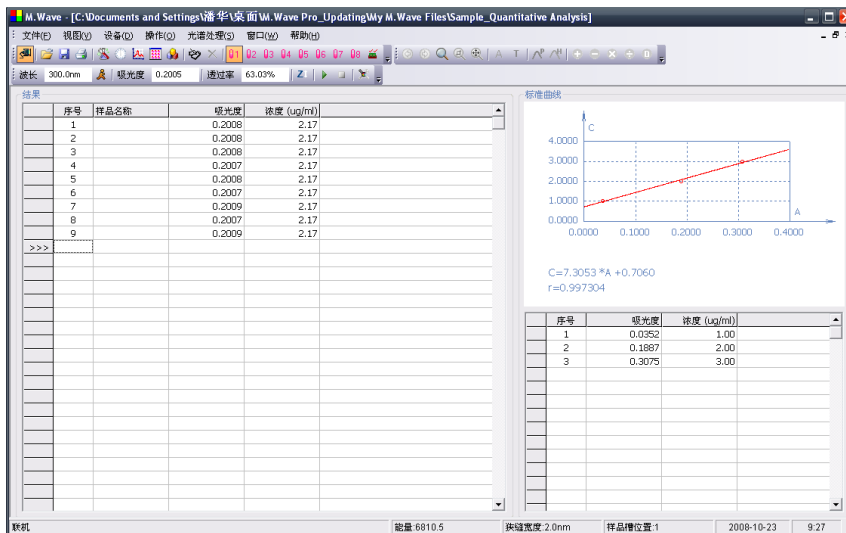 M.Wave - [C:\Documents and Settings\潘华\桌面\M.Wave Pro_Updating\My M.Wave Files\Sample_Quantitative Analysis]
文件(F) 视图(V) 设备(D) 操作(O) 光谱处理(S) 窗口(W) 帮助(H)
Q1 Q2 Q3 Q4 Q5 Q6 Q7 Q8 A T
波长 300.0nm 吸光度 0.2005 透过率 63.03% Z
结果
序号 样品名称 吸光度 浓度 (ug/ml)
1 0.2008 2.17
2 0.2008 2.17
3 0.2008 2.17
4 0.2007 2.17
5 0.2008 2.17
6 0.2007 2.17
7 0.2009 2.17
8 0.2007 2.17
9 0.2009 2.17
>>>
标准曲线
C
4.0000
3.0000
2.0000
1.0000
0.0000
A
0.0000 0.1000 0.2000 0.3000 0.4000
C=7.3053 *A +0.7060
r=0.997304
序号 吸光度 浓度 (ug/ml)
1 0.0352 1.00
2 0.1887 2.00
3 0.3075 3.00
联机 能量:6810.5 狭缝宽度:2.0nm 样品槽位置:1 2008-10-23 9:27